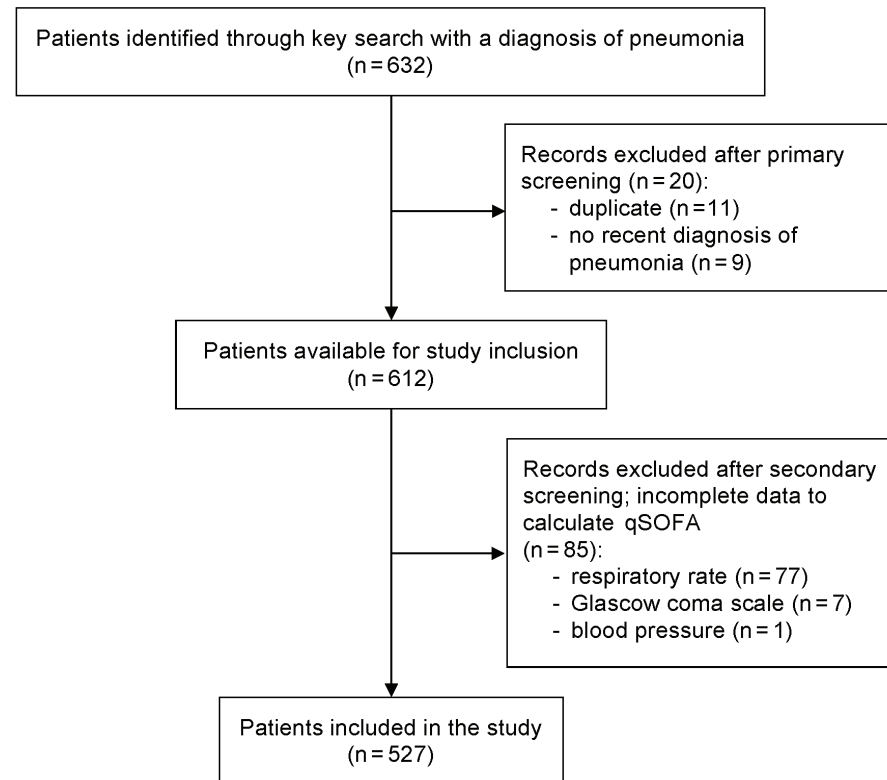 Patients identified through key search with a diagnosis of pneumonia
(n = 632)
Records excluded after primary
screening (n = 20):
- duplicate (n = 11)
- no recent diagnosis of
pneumonia (n = 9)
Patients available for study inclusion
(n = 612)
Records excluded after secondary
screening; incomplete data to
calculate qSOFA
(n = 85):
- respiratory rate (n = 77)
- Glascow coma scale (n = 7)
- blood pressure (n = 1)
Patients included in the study
(n = 527)